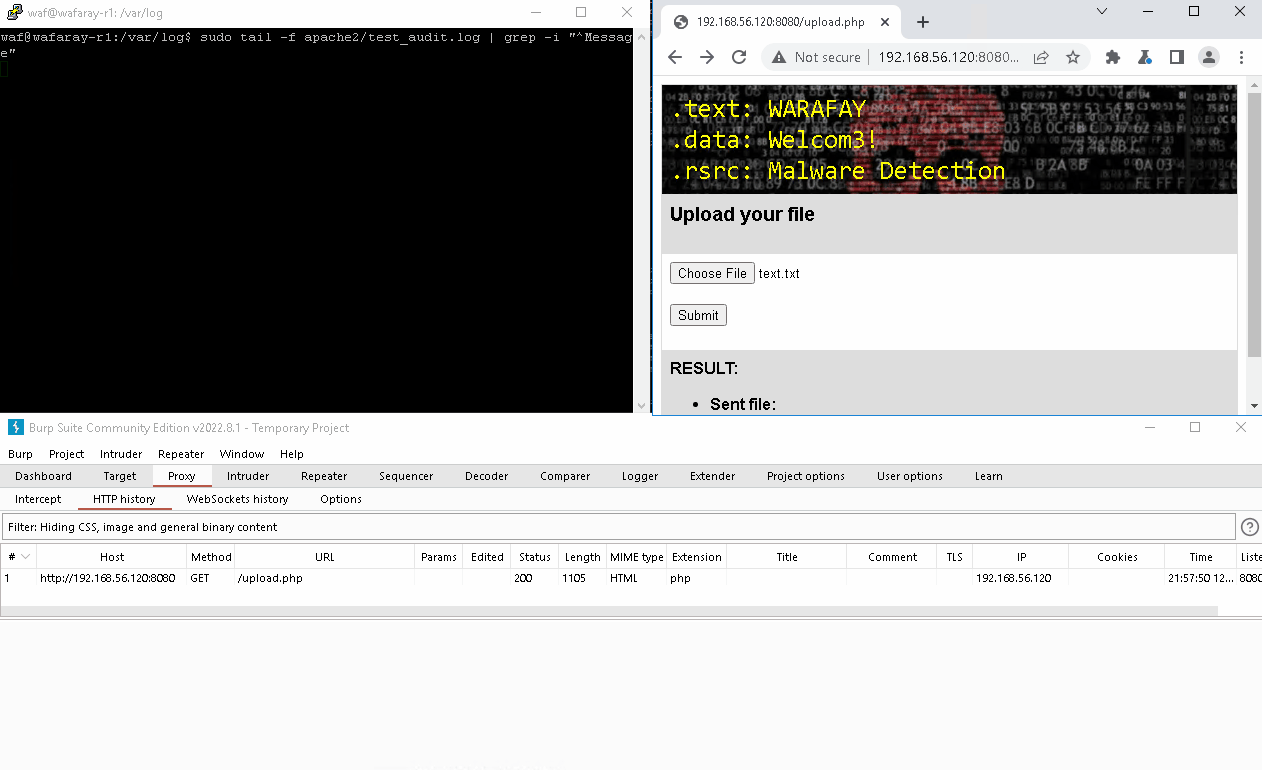 waf@wafaray-r1: /var/log
waf@wafaray-r1:/var/log$ sudo tail -f apache2/test_audit.log | grep -i "^Messag
e"
192.168.56.120:8080/upload.php
Not secure
192.168.56.120:8080...
.text: WARAFAY
.data: Welcom3!
.rsrc: Malware Detection
Upload your file
Choose File text.txt
Submit
RESULT:
• Sent file:
Burp Suite Community Edition v2022.8.1 - Temporary Project
Burp Project Intruder Repeater Window Help
Dashboard Target Proxy Intruder Repeater Sequencer Decoder Comparer Logger Extender Project options User options Learn
Intercept HTTP history WebSockets history Options
Filter: Hiding CSS, image and general binary content
# Host Method URL Params Edited Status Length MIME type Extension Title Comment TLS IP Cookies Time Liste
1 http://192.168.56.120:8080 GET /upload.php 200 1105 HTML php 192.168.56.120 21:57:50 12... 8080